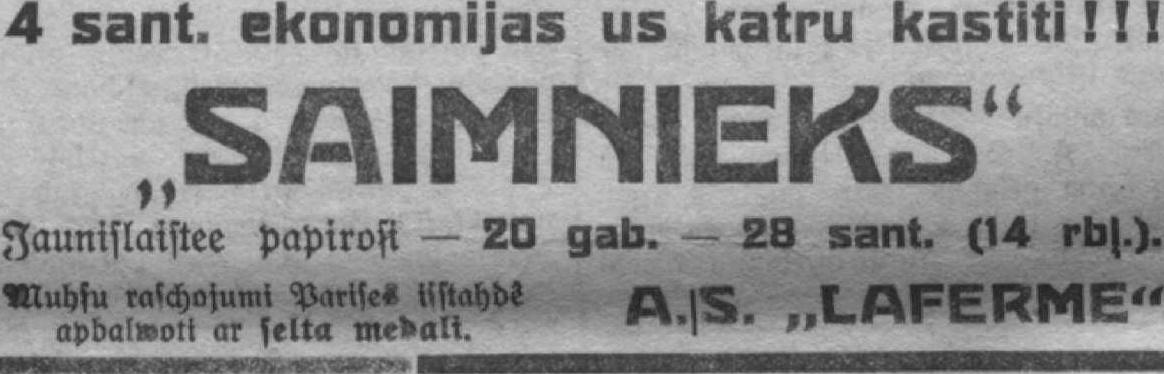 4 sant. ekonomijas us katru kastiti!!!
„SAIMNIEKS“
Jauniſlaiſtee papiroſi — 20 gab. — 28 sant. (14 rbļ.).
Muhſu raſchojumi Pariſes iſſtahdê
apbalwoti ar ſelta medali.
A.|S. „LAFERME“